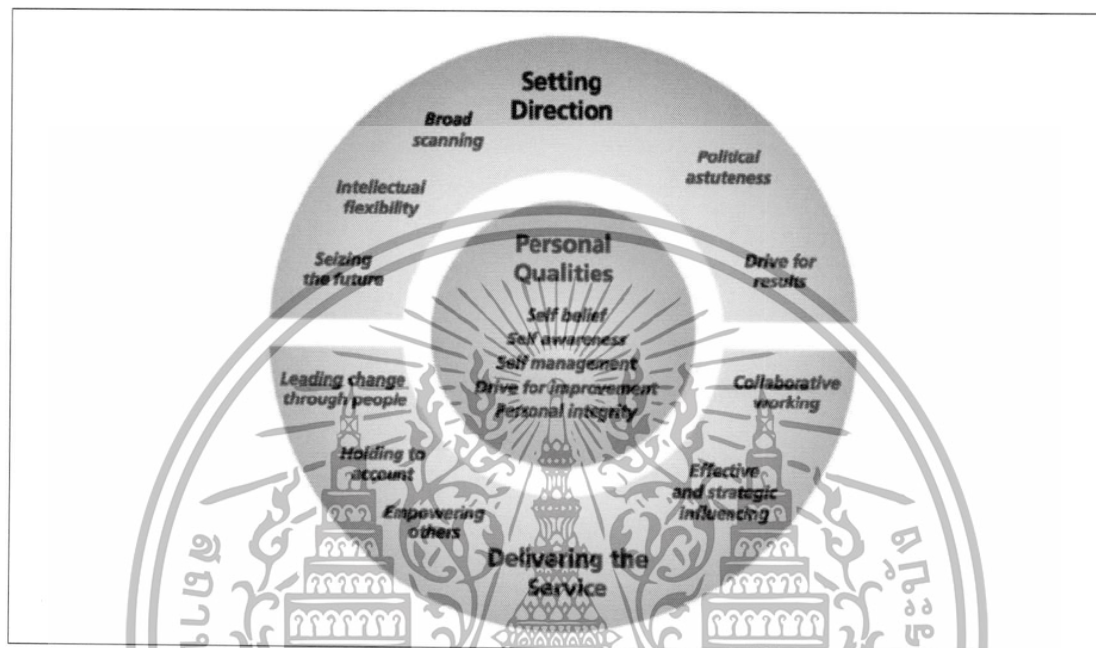 Setting
Direction
Broad
scanning
Political
astuteness
Intellectual
flexibility
Seizing
the future
Drive for
results
Personal
Qualities
Self belief
Self awareness
Self management
Drive for improvement
Personal integrity
Leading change
through people
Collaborative
working
Holding to
account
Effective
and strategic
influencing
Empowering
others
Delivering the
Service